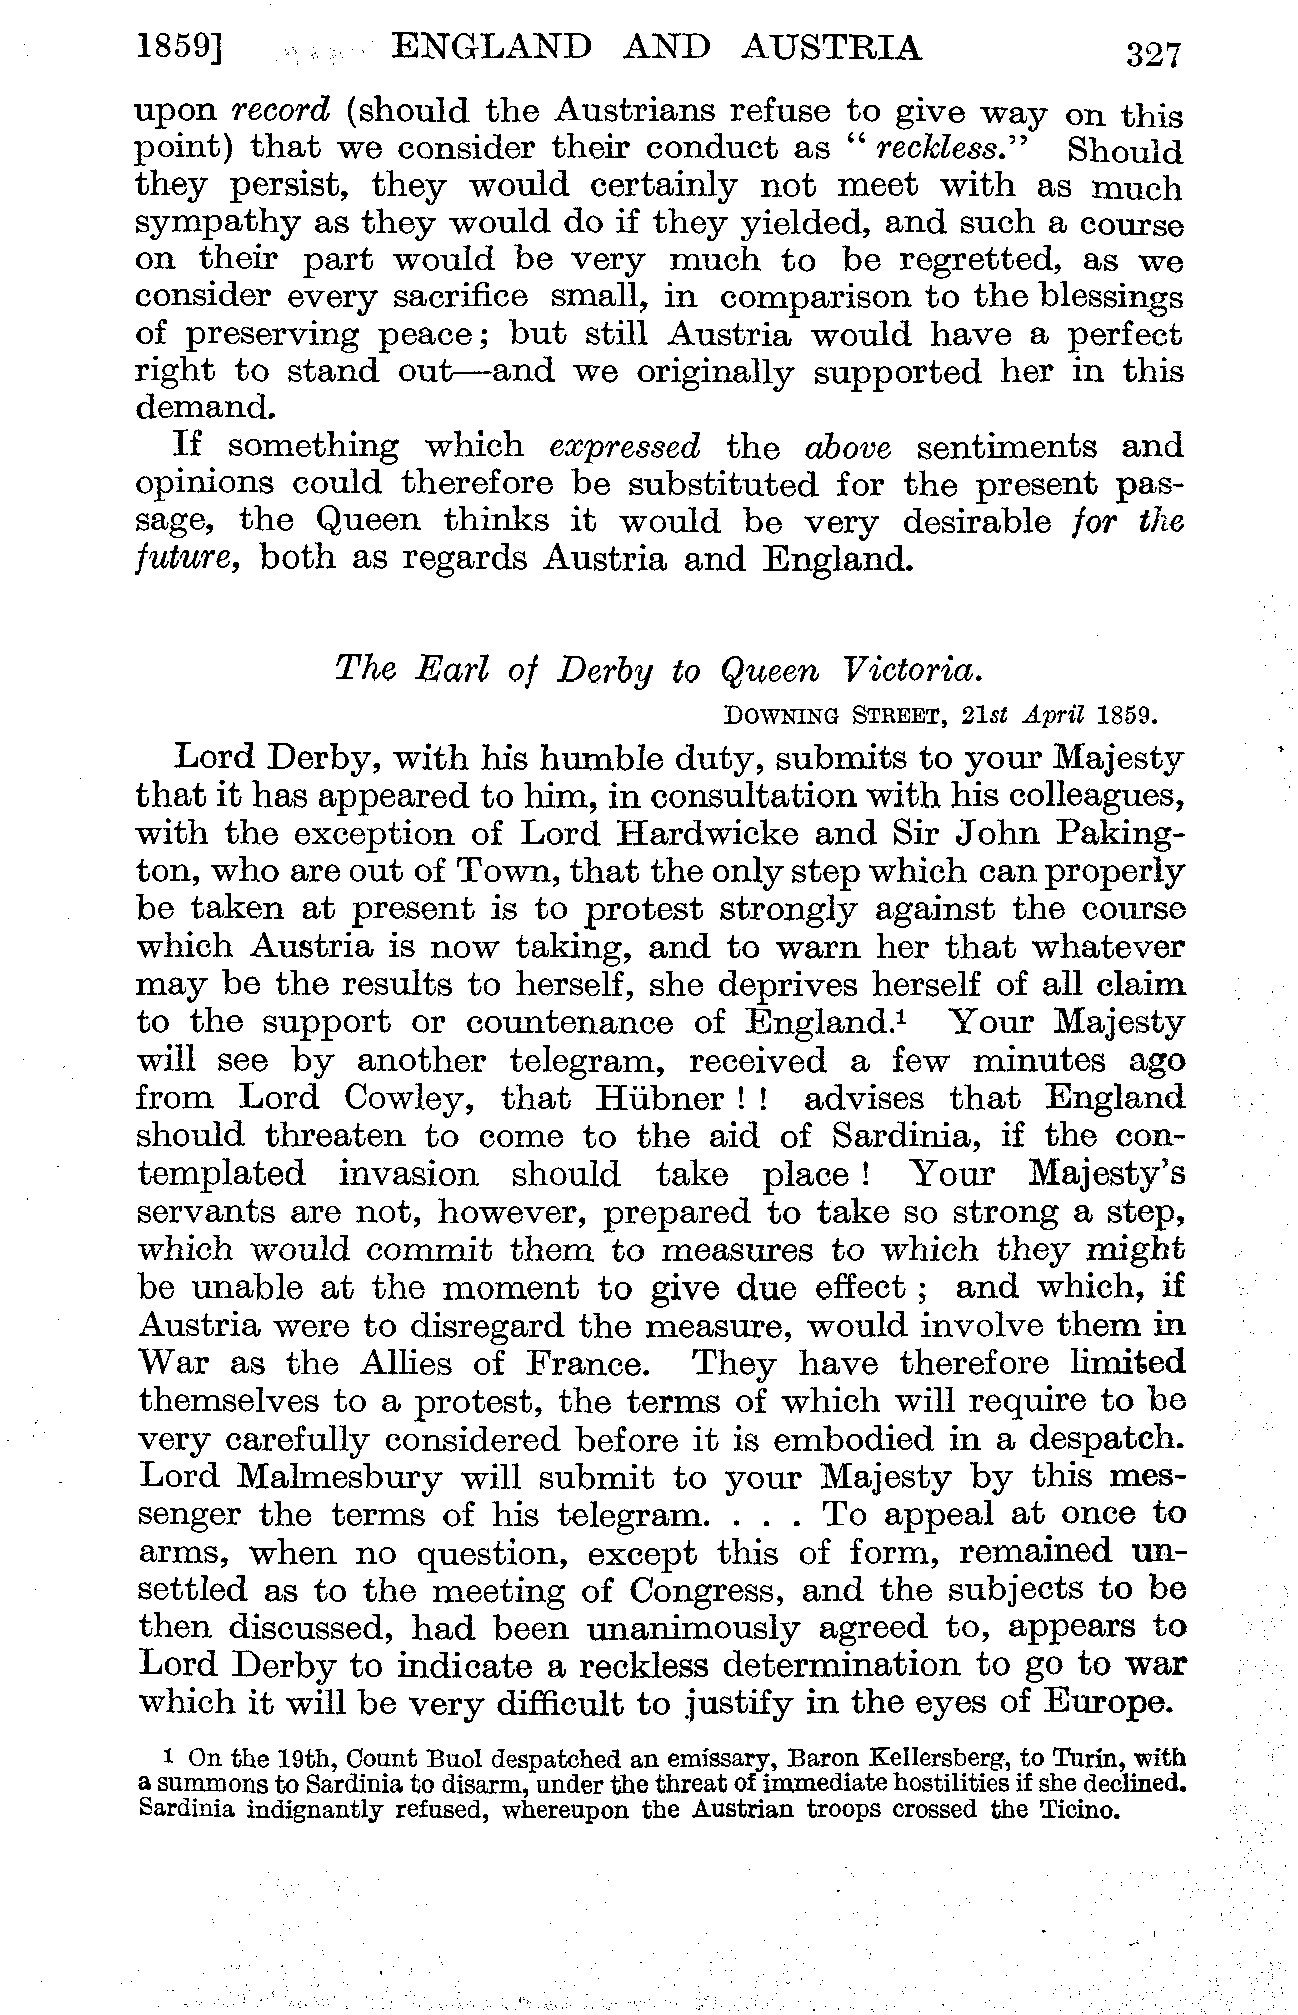 1859] ENGLAND AND AUSTRIA 327
upon record (should the Austrians refuse to give way on this
point) that we consider their conduct as “ reckless.” Should
they persist, they would certainly not meet with as much
sympathy as they would do if they yielded, and such a course
on their part would be very much to be regretted, as we
consider every sacrifice small, in comparison to the blessings
of preserving peace; but still Austria would have a perfect
right to stand out—and we originally supported her in this
demand.
If something which expressed the above sentiments and
opinions could therefore be substituted for the present pas-
sage, the Queen thinks it would be very desirable for the
future, both as regards Austria and England.
The Earl of Derby to Queen Victoria.
DOWNING STREET, 21st April 1859.
Lord Derby, with his humble duty, submits to your Majesty
that it has appeared to him, in consultation with his colleagues,
with the exception of Lord Hardwicke and Sir John Paking-
ton, who are out of Town, that the only step which can properly
be taken at present is to protest strongly against the course
which Austria is now taking, and to warn her that whatever
may be the results to herself, she deprives herself of all claim
to the support or countenance of England.¹ Your Majesty
will see by another telegram, received a few minutes ago
from Lord Cowley, that Hübner ! ! advises that England
should threaten to come to the aid of Sardinia, if the con-
templated invasion should take place ! Your Majesty’s
servants are not, however, prepared to take so strong a step,
which would commit them to measures to which they might
be unable at the moment to give due effect ; and which, if
Austria were to disregard the measure, would involve them in
War as the Allies of France. They have therefore limited
themselves to a protest, the terms of which will require to be
very carefully considered before it is embodied in a despatch.
Lord Malmesbury will submit to your Majesty by this mes-
senger the terms of his telegram. . . . To appeal at once to
arms, when no question, except this of form, remained un-
settled as to the meeting of Congress, and the subjects to be
then discussed, had been unanimously agreed to, appears to
Lord Derby to indicate a reckless determination to go to war
which it will be very difficult to justify in the eyes of Europe.
1 On the 19th, Count Buol despatched an emissary, Baron Kellersberg, to Turin, with
a summons to Sardinia to disarm, under the threat of immediate hostilities if she declined.
Sardinia indignantly refused, whereupon the Austrian troops crossed the Ticino.